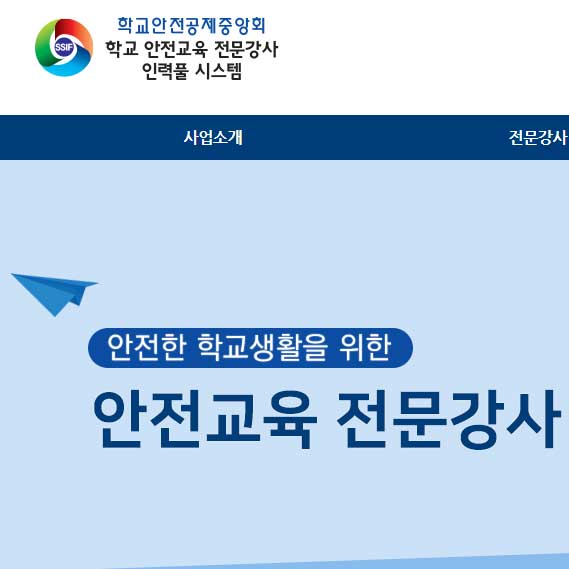 SSIF
학교안전공제중앙회
학교 안전교육 전문강사
인력풀 시스템
사업소개
전문강사
안전한 학교생활을 위한
안전교육 전문강사